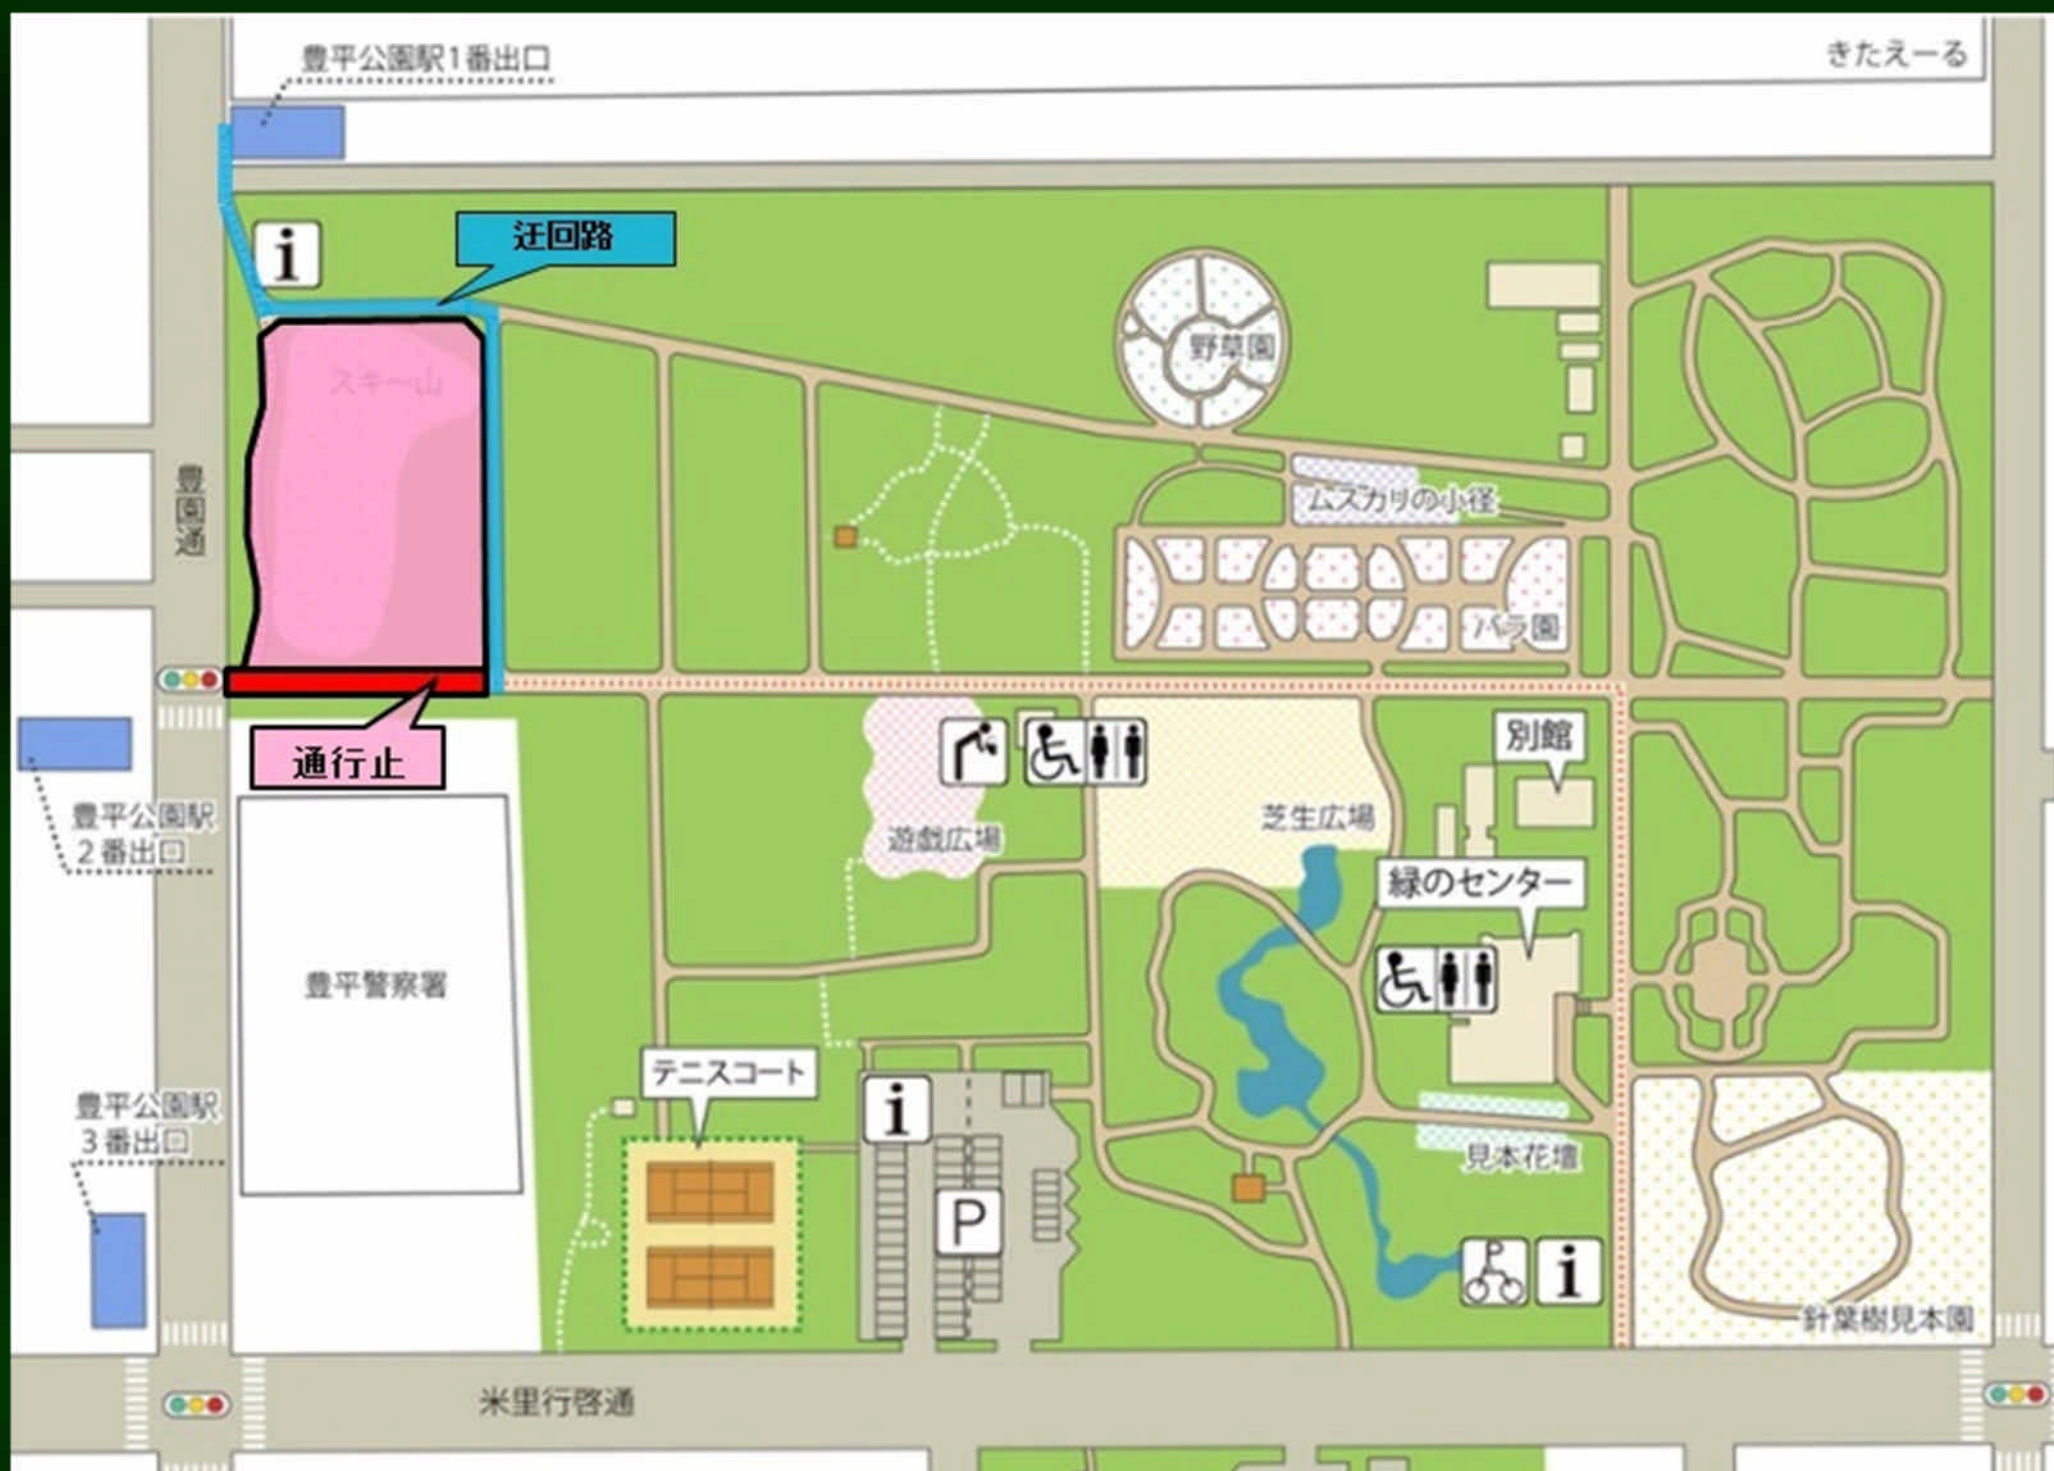 豊平公園駅1番出口
きたえーる
i
迂回路
スキー山
野草園
ムスカリの小径
豊園通
バラ園
通行止
別館
豊平公園駅
2番出口
遊戯広場
芝生広場
緑のセンター
豊平警察署
テニスコート
i
豊平公園駅
3番出口
見本花壇
P
P
i
針葉樹見本園
米里行啓通